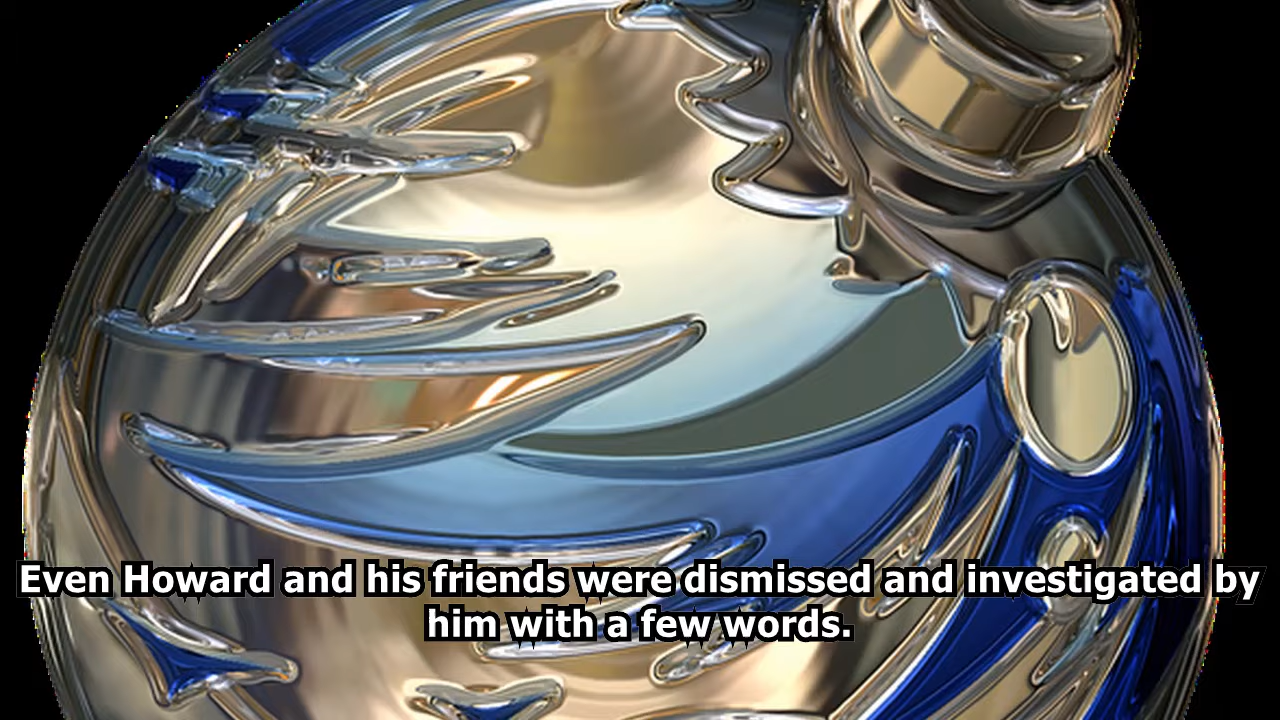 Even Howard and his friends were dismissed and investigated by
him with a few words.